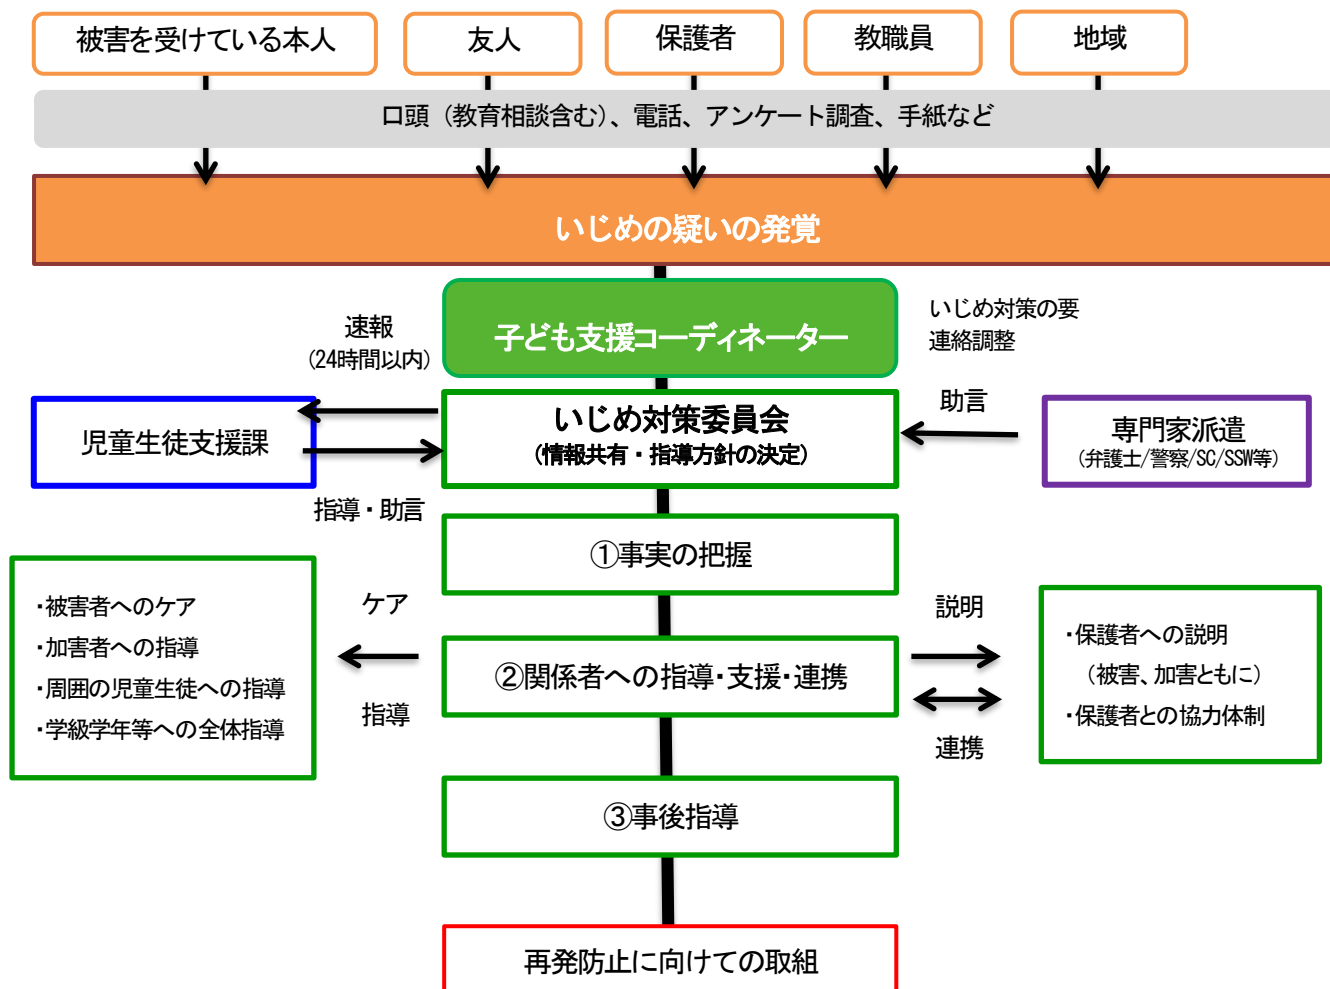 被害を受けている本人
友人
保護者
教職員
地域
口頭（教育相談含む）、電話、アンケート調査、手紙など
いじめの疑いの発覚
子ども支援コーディネーター
いじめ対策の要
連絡調整
速報
(24時間以内)
児童生徒支援課
指導・助言
いじめ対策委員会
(情報共有・指導方針の決定)
助言
専門家派遣
(弁護士/警察/SC/SSW等)
①事実の把握
・被害者へのケア
・加害者への指導
・周囲の児童生徒への指導
・学級学年等への全体指導
ケア
指導
②関係者への指導・支援・連携
説明
連携
・保護者への説明
（被害、加害ともに）
・保護者との協力体制
③事後指導
再発防止に向けての取組